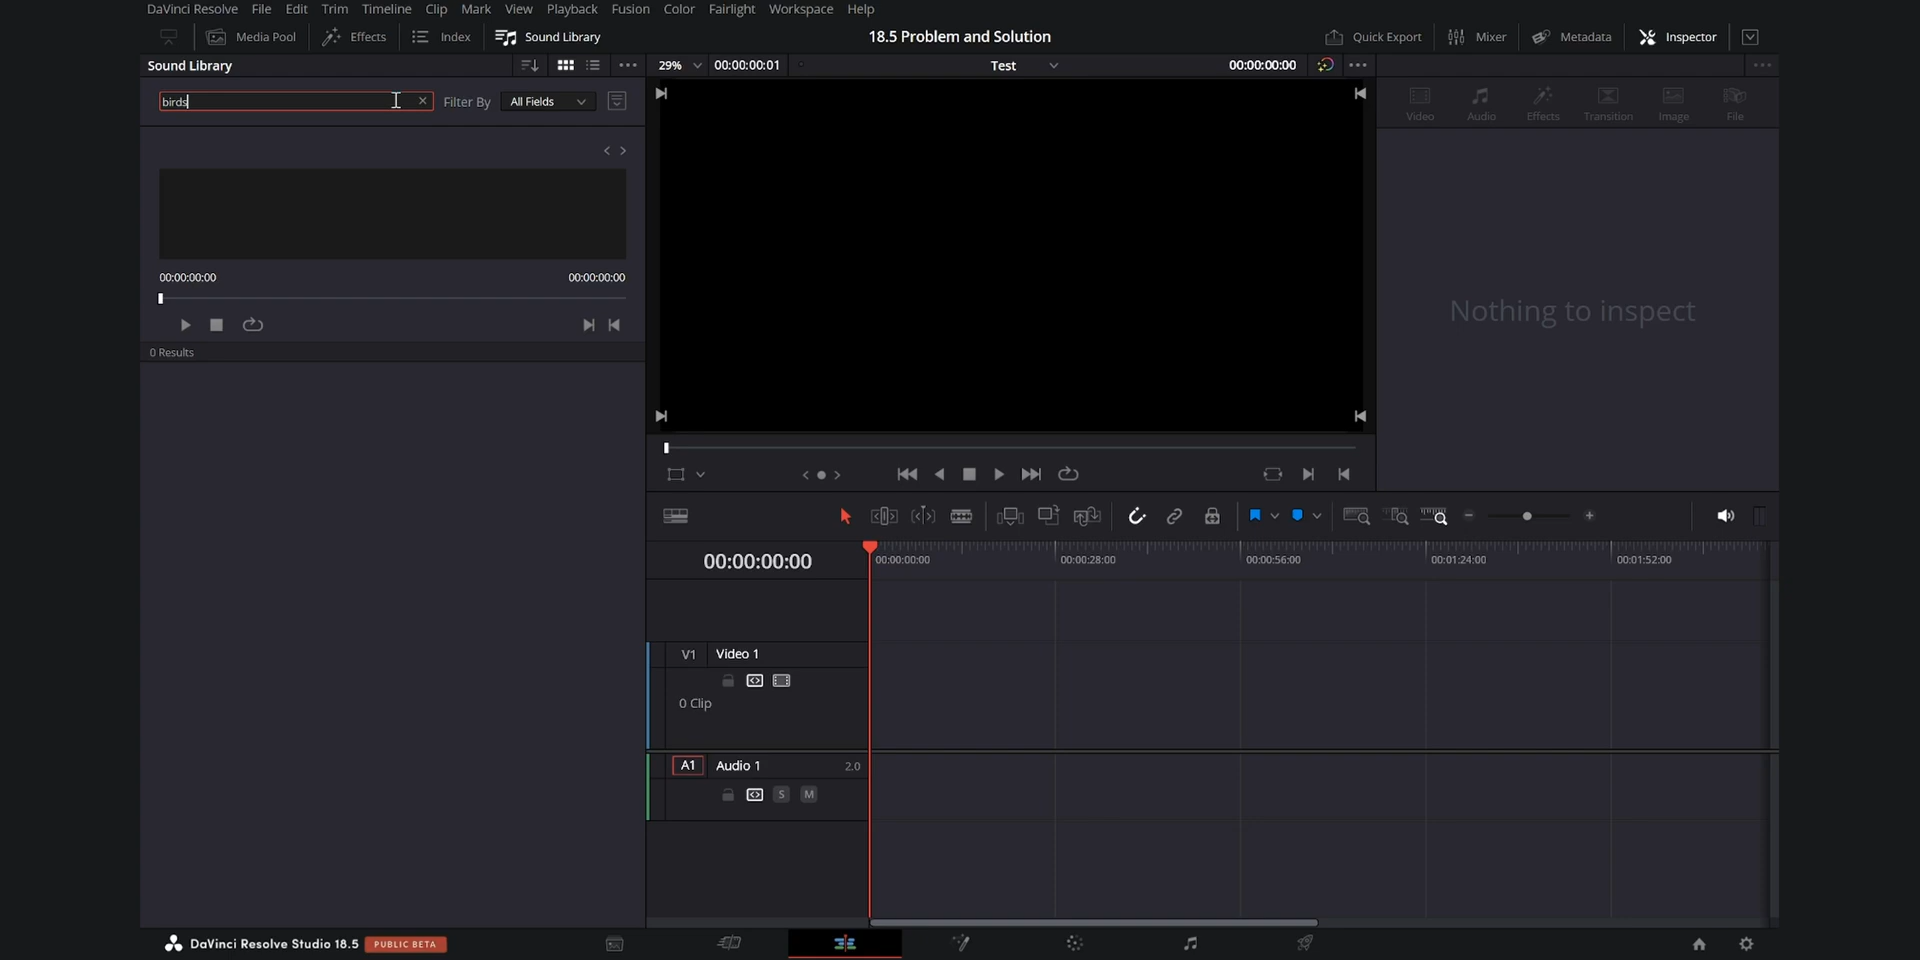 DaVinci Resolve File Edit Trim Timeline Clip Mark View Playback Fusion Color Fairlight Workspace Help
Media Pool Effects Index Sound Library 18.5 Problem and Solution Quick Export Mixer Metadata Inspector
Sound Library 29% 00:00:00:01 Test 00:00:00:00
birds Filter By All Fields
Video Audio Effects Transition Image File
00:00:00:00 00:00:00:00
Nothing to inspect
0 Results
00:00:00:00 00:00:00:00 00:00:28:00 00:00:56:00 00:01:24:00 00:01:52:00
V1 Video 1
0 Clip
A1 Audio 1 2.0
S M
DaVinci Resolve Studio 18.5 PUBLIC BETA